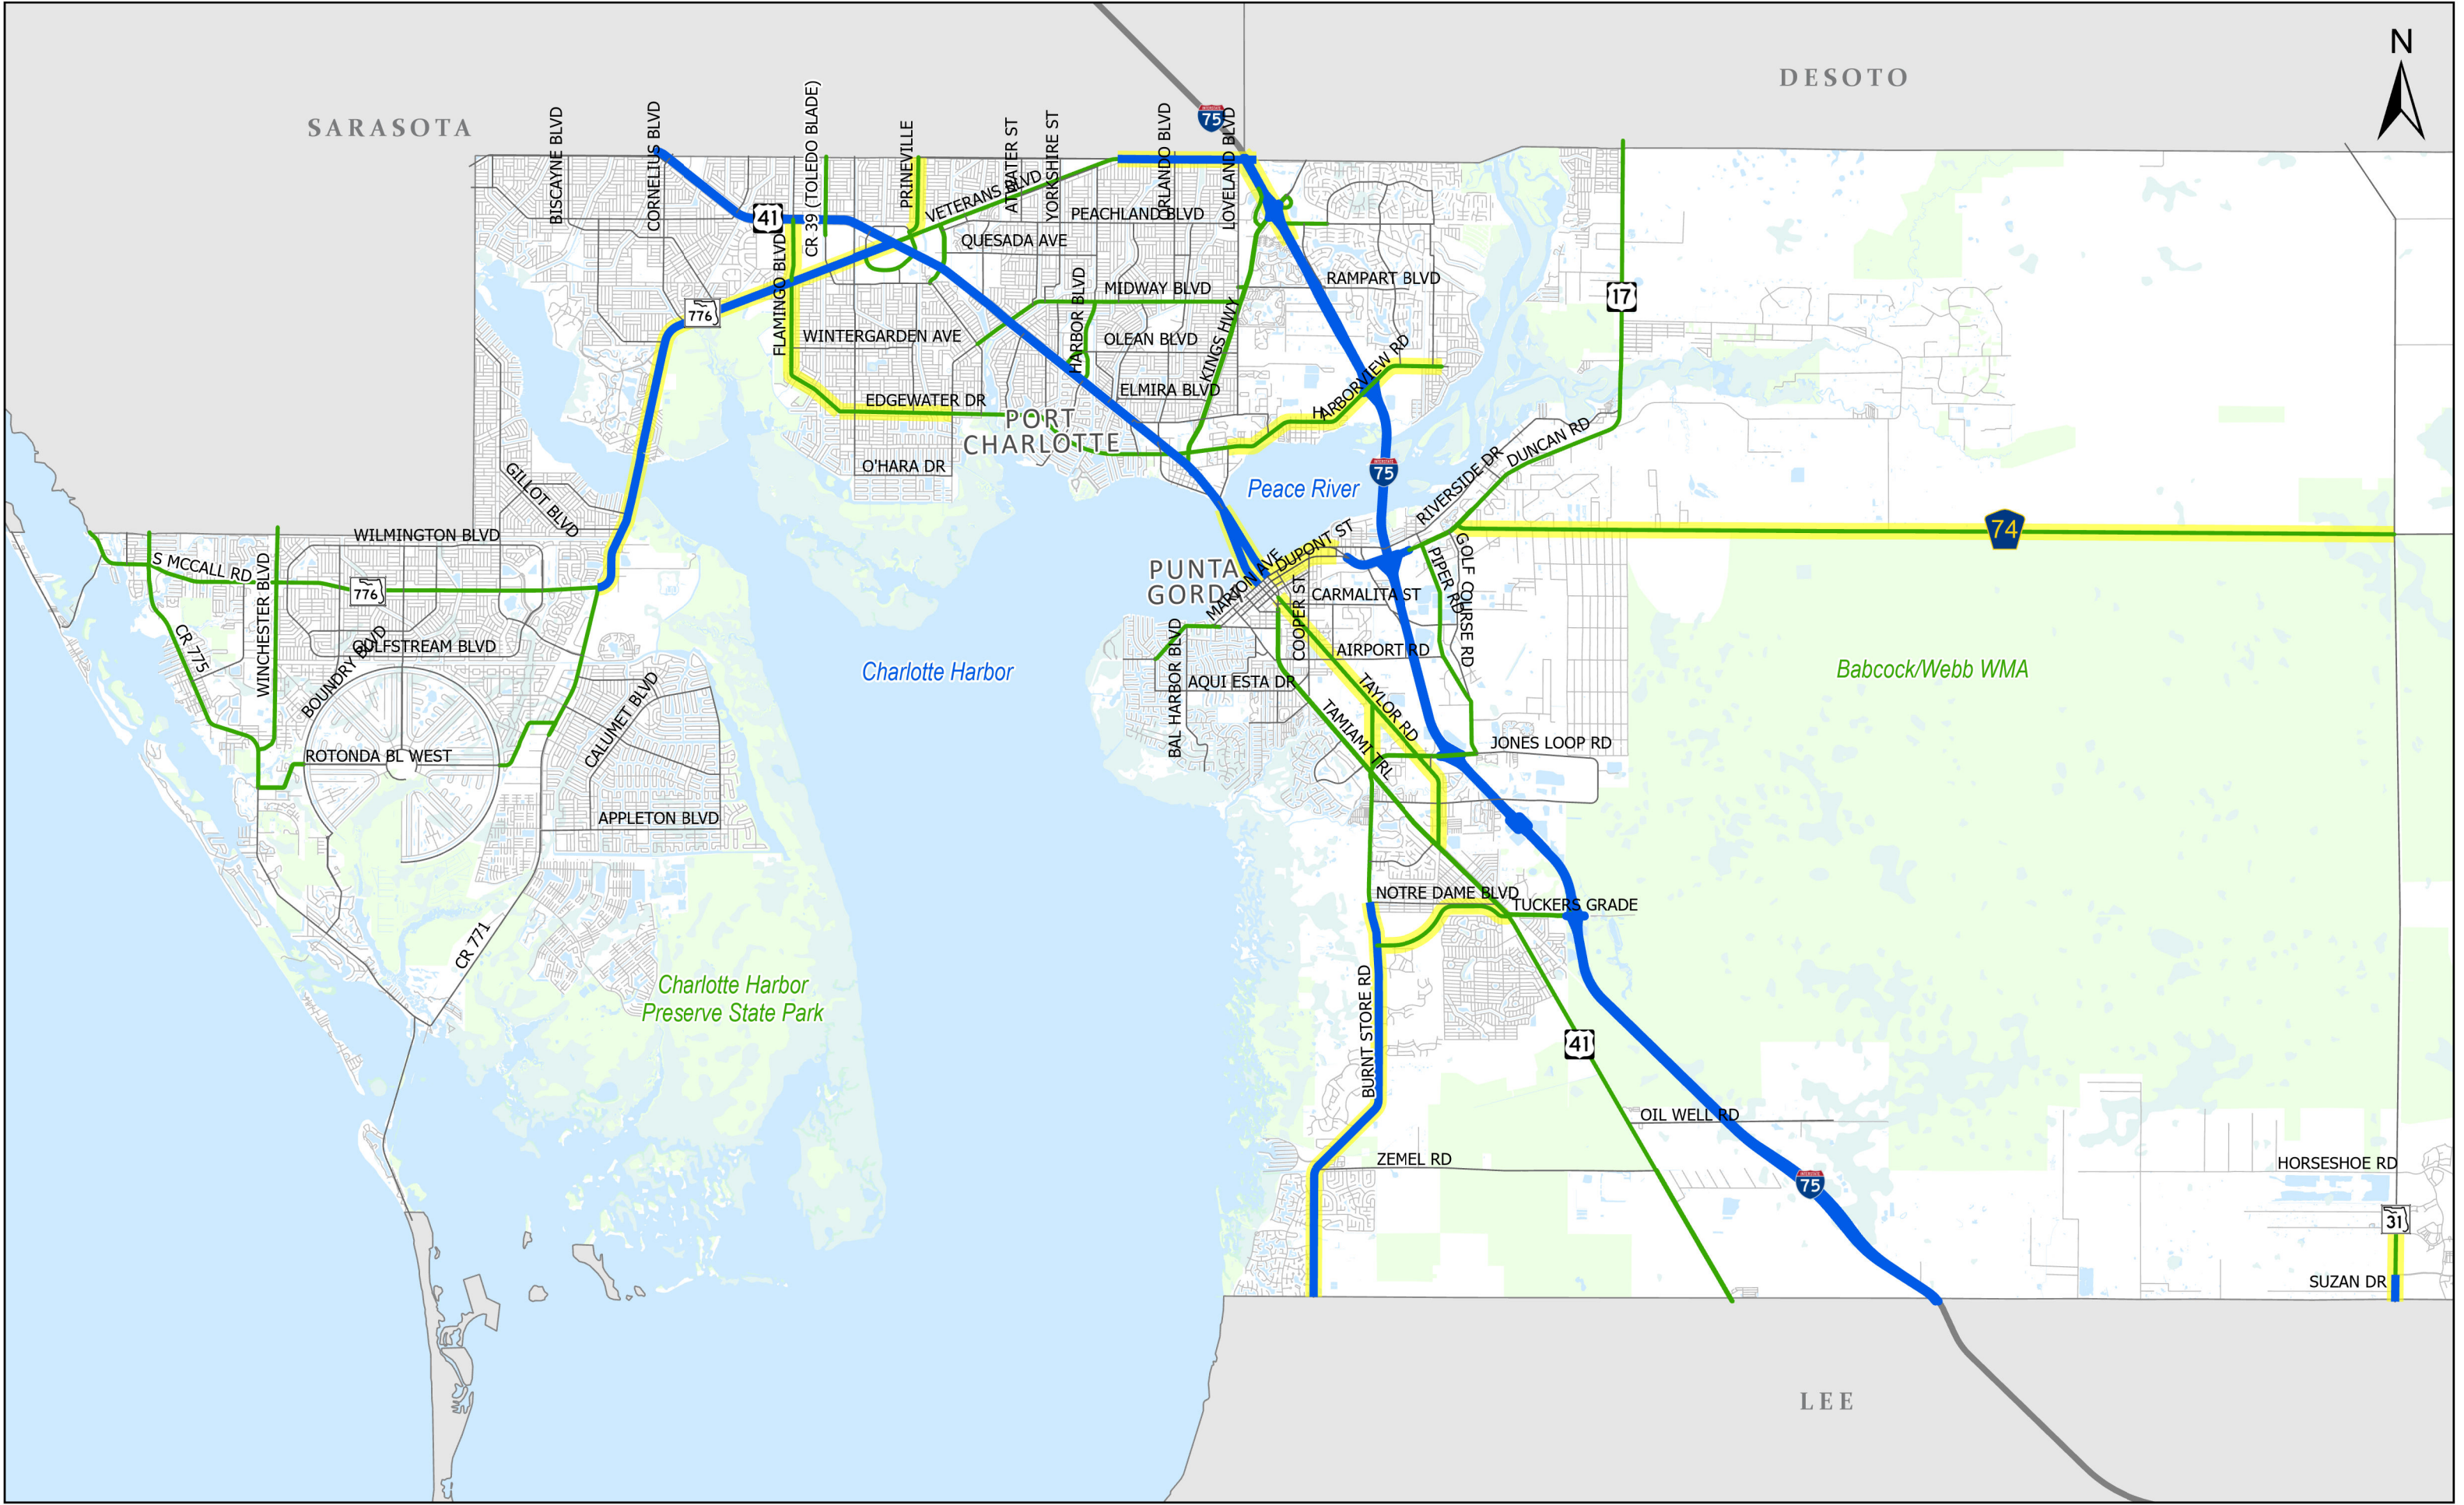 N
DESOTO
SARASOTA
75
BISCAYNE BLVD
CORNELIUS BLVD
CR 39 (TOLEDO BLADE)
PRINEVILLE
ATWATER ST
YORKSHIRE ST
ORLANDO BLVD
LOVELAND BLVD
41
VETERANS BLVD
PEACHLAND BLVD
QUESADA AVE
FLAMINGO BLVD
HARBOR BLVD
MIDWAY BLVD
RAMPART BLVD
17
776
WINTERGARDEN AVE
OLEAN BLVD
KINGS HWY
HARBORVIEW RD
ELMIRA BLVD
EDGEWATER DR
PORT
CHARLOTTE
DUNCAN RD
RIVERSIDE DR
O'HARA DR
75
Peace River
GILLOT BLVD
WILMINGTON BLVD
74
S MCCALL RD
WINCHESTER BLVD
776
PUNTA
GORDA
MARION AVE
DUPONT ST
COOPER ST
CARMALITA ST
PIPER RD
GOLF COURSE RD
CR 775
BOUNDRY BLVD
GULFSTREAM BLVD
AIRPORT RD
Charlotte Harbor
Babcock/Webb WMA
BAL HARBOR BLVD
AQUI ESTA DR
TAYLOR RD
TAMIAMI TRL
CALUMET BLVD
JONES LOOP RD
ROTONDA BL WEST
APPLETON BLVD
NOTRE DAME BLVD
TUCKERS GRADE
CR 771
Charlotte Harbor
Preserve State Park
BURNT STORE RD
41
OIL WELL RD
ZEMEL RD
HORSESHOE RD
75
31
SUZAN DR
LEE